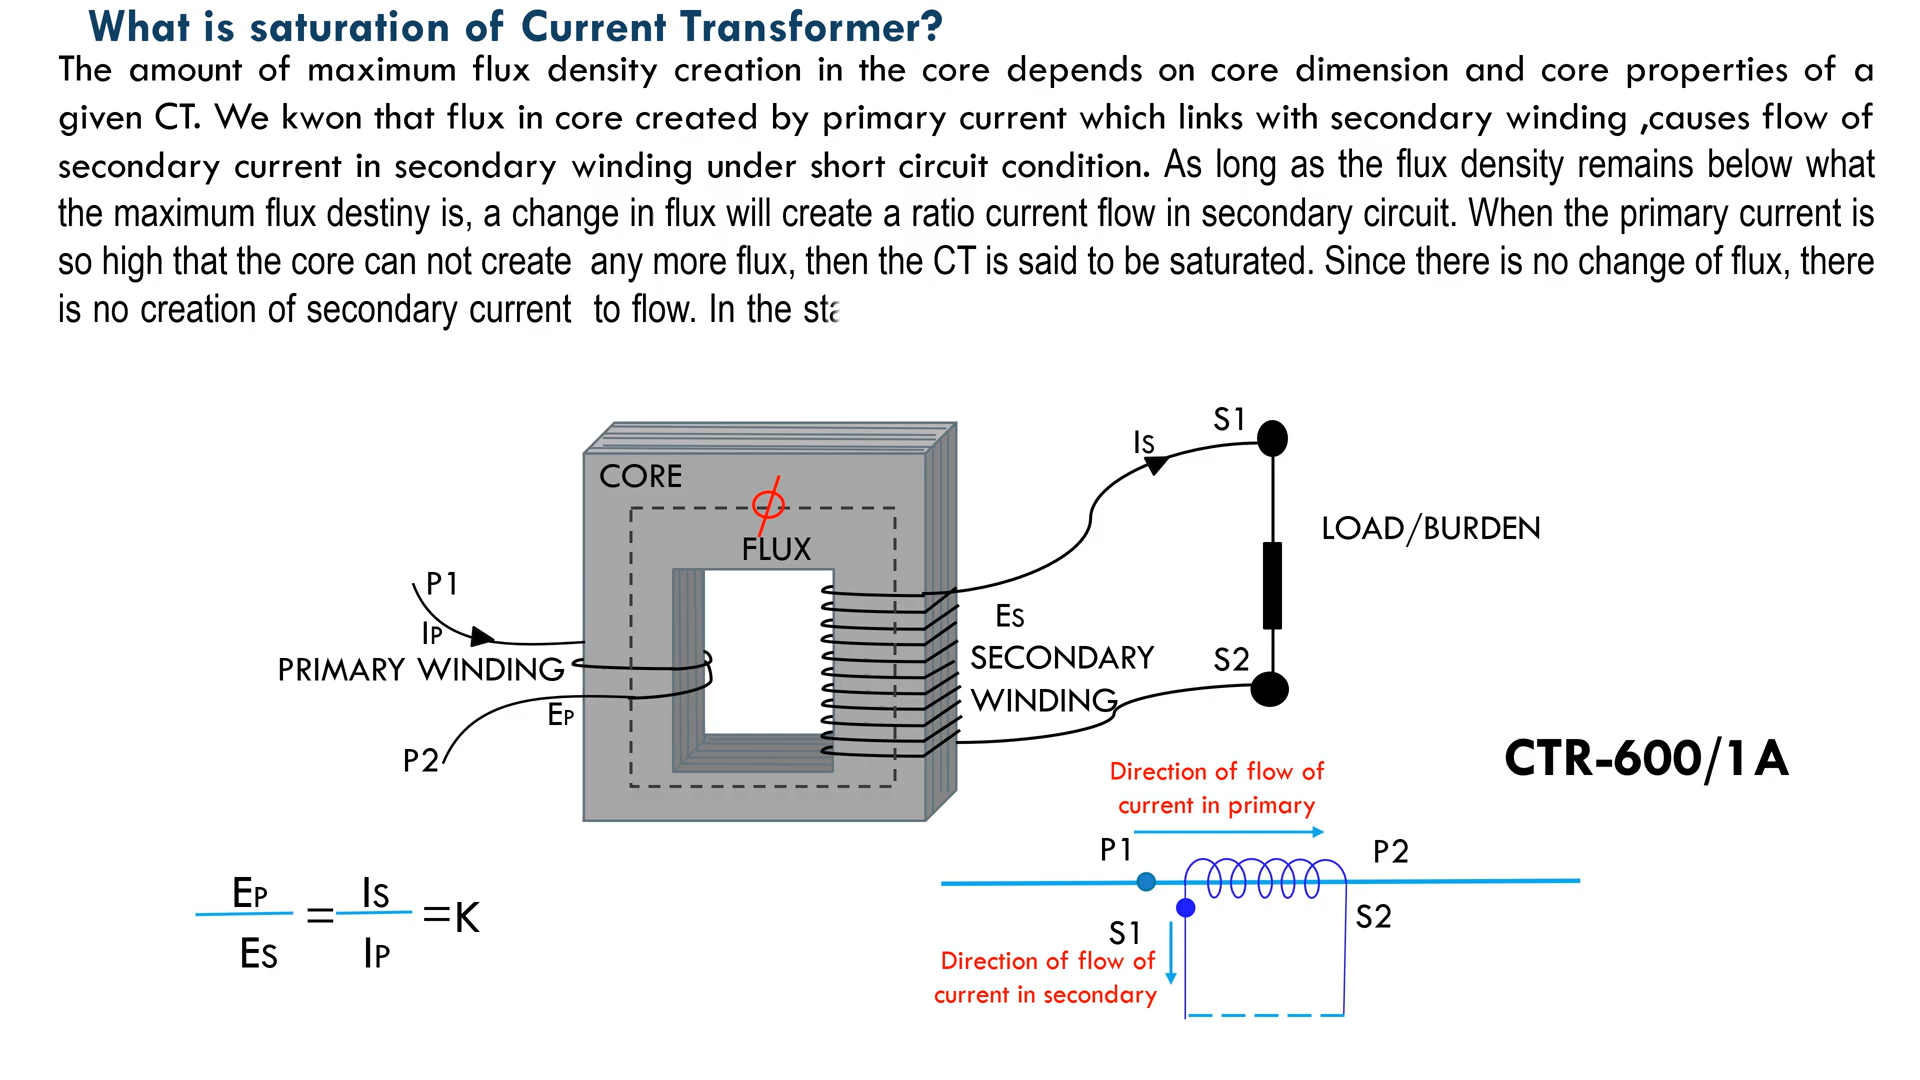 What is saturation of Current Transformer?
The amount of maximum flux density creation in the core depends on core dimension and core properties of a
given CT. We kwon that flux in core created by primary current which links with secondary winding ,causes flow of
secondary current in secondary winding under short circuit condition. As long as the flux density remains below what
the maximum flux destiny is, a change in flux will create a ratio current flow in secondary circuit. When the primary current is
so high that the core can not create any more flux, then the CT is said to be saturated. Since there is no change of flux, there
is no creation of secondary current to flow. In the
CORE
FLUX
P1
IP
PRIMARY WINDING
EP
P2
IS
S1
LOAD/BURDEN
ES
SECONDARY
WINDING
S2
CTR-600/1A
Direction of flow of
current in primary
P1
P2
S1
S2
Direction of flow of
current in secondary
EP
ES
=
IS
IP
=K